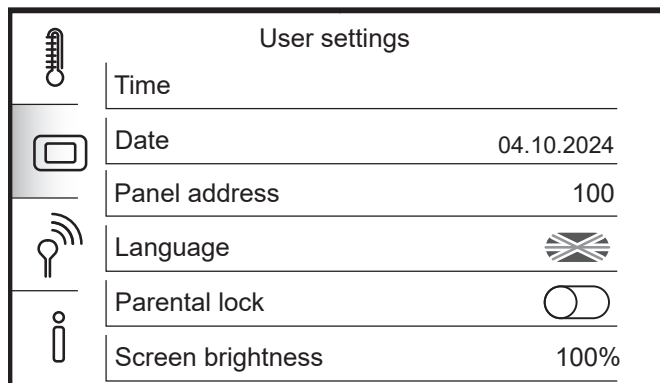 User settings
Time
Date 04.10.2024
Panel address 100
Language
Parental lock
Screen brightness 100%